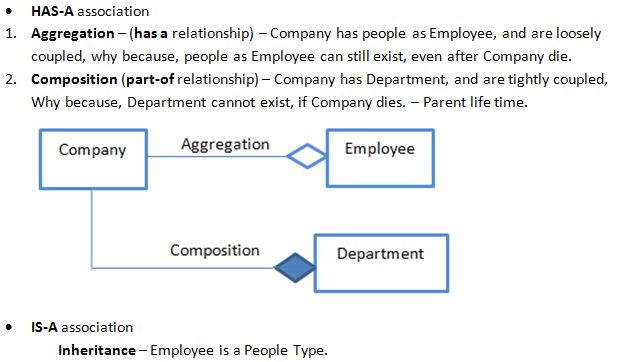 • HAS-A association
1. Aggregation – (has a relationship) – Company has people as Employee, and are loosely
coupled, why because, people as Employee can still exist, even after Company die.
2. Composition (part-of relationship) – Company has Department, and are tightly coupled,
Why because, Department cannot exist, if Company dies. – Parent life time.
Company
Aggregation
Employee
Composition
Department
• IS-A association
Inheritance – Employee is a People Type.